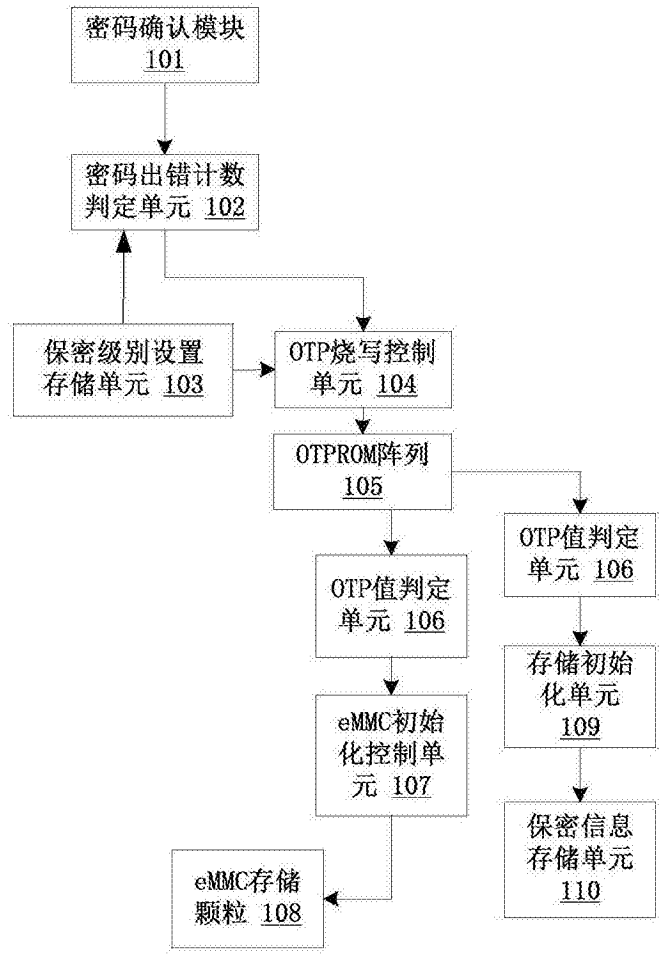 密码确认模块
101
密码出错计数
判定单元 102
保密级别设置
存储单元 103
OTP烧写控制
单元 104
OTPROM阵列
105
OTP值判定
单元 106
OTP值判定
单元 106
eMMC初始
化控制单
元 107
存储初始
化单元
109
eMMC存储
颗粒 108
保密信息
存储单元
110